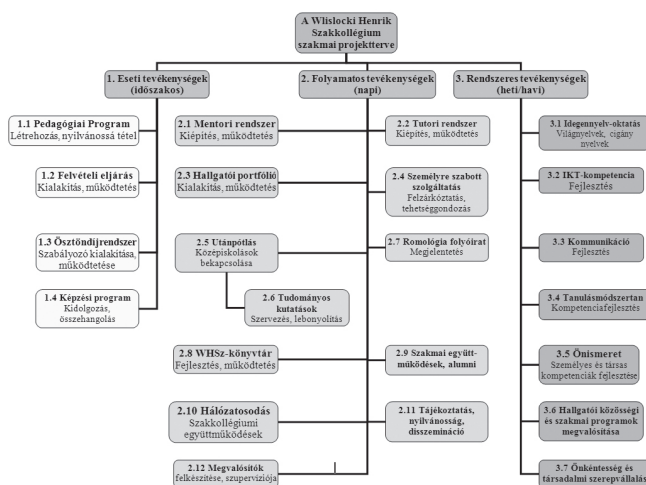 A Wlislocki Henrik
Szakkollégium
szakmai projektterve
1. Eseti tevékenységek
(időszakos)
2. Folyamatos tevékenységek
(napi)
3. Rendszeres tevékenységek
(heti/havi)
1.1 Pedagógiai Program
Létrehozás, nyilvánossá tétel
1.2 Felvételi eljárás
Kialakítás, működtetés
1.3 Ösztöndíjrendszer
Szabályozó kialakítása,
működtetése
1.4 Képzési program
Kidolgozás,
összehangolás
2.1 Mentori rendszer
Kiépítés, működtetés
2.2 Tutori rendszer
Kiépítés, működtetés
2.3 Hallgatói portfólió
Kialakítás, működtetés
2.4 Személyre szabott
szolgáltatás
Felzárkóztatás,
tehetséggondozás
2.5 Utánpótlás
Középiskolások
bekapcsolása
2.6 Tudományos
kutatások
Szervezés, lebonyolítás
2.7 Romológia folyóirat
Megjelentetés
2.8 WHSz-könyvtár
Fejlesztés, működtetés
2.9 Szakmai együtt-
működések, alumni
2.10 Hálózatosodás
Szakkollégiumi
együttműködések
2.11 Tájékoztatás,
nyilvánosság,
disszemináció
2.12 Megvalósítók
felkészítése, szupervíziója
3.1 Idegennyelv-oktatás
Világnyelvek, cigány
nyelvek
3.2 IKT-kompetencia
Fejlesztés
3.3 Kommunikáció
Fejlesztés
3.4 Tanulásmódszertan
Kompetenciafejlesztés
3.5 Önismeret
Személyes és társas
kompetenciák fejlesztése
3.6 Hallgatói közösségi
és szakmai programok
megvalósítása
3.7 Önkéntesség és
társadalmi szerepvállalás